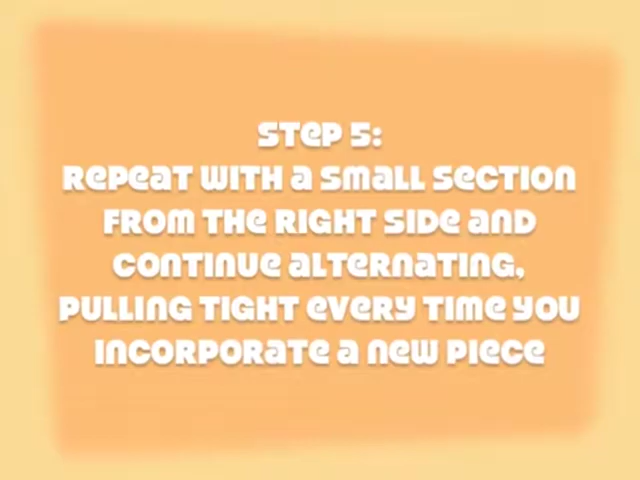 STEP 5:
REPEAT WITH A SMALL SECTION
FROM THE RIGHT SIDE AND
CONTINUE ALTERNATING,
PULLING TIGHT EVERY TIME YOU
INCORPORATE A NEW PIECE